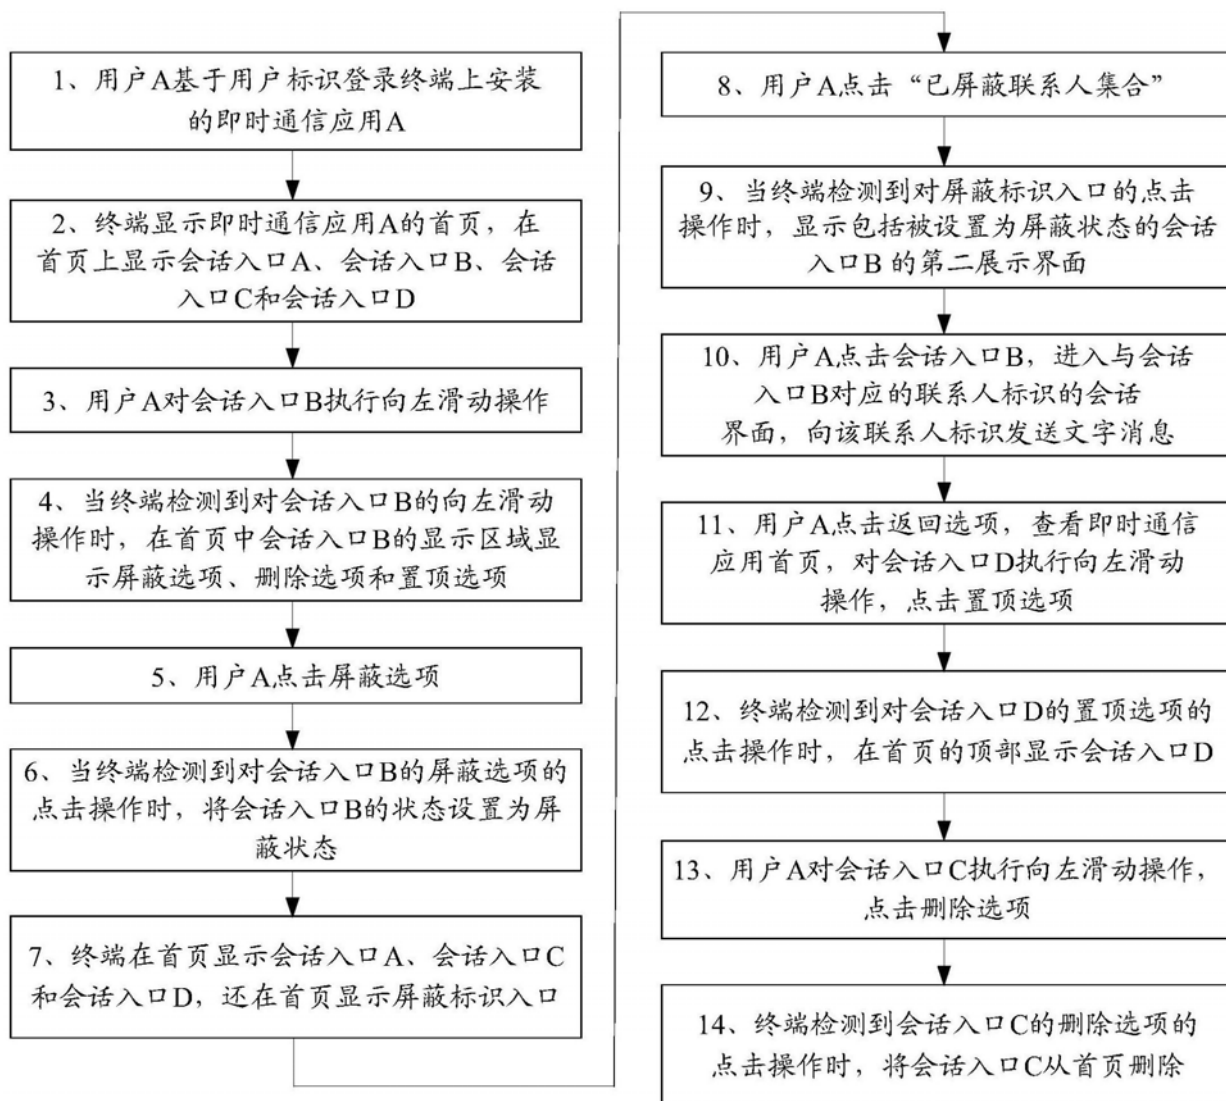 1、用户A基于用户标识登录终端上安装
的即时通信应用A
2、终端显示即时通信应用A的首页，在
首页上显示会话入口A、会话入口B、会话
入口C和会话入口D
3、用户A对会话入口B执行向左滑动操作
4、当终端检测到对会话入口B的向左滑动
操作时，在首页中会话入口B的显示区域显
示屏蔽选项、删除选项和置顶选项
5、用户A点击屏蔽选项
6、当终端检测到对会话入口B的屏蔽选项的
点击操作时，将会话入口B的状态设置为屏
蔽状态
7、终端在首页显示会话入口A、会话入口C
和会话入口D，还在首页显示屏蔽标识入口
8、用户A点击“已屏蔽联系人集合”
9、当终端检测到对屏蔽标识入口的点击
操作时，显示包括被设置为屏蔽状态的会话
入口B的第二展示界面
10、用户A点击会话入口B，进入与会话
入口B对应的联系人标识的会话
界面，向该联系人标识发送文字消息
11、用户A点击返回选项，查看即时通信
应用首页，对会话入口D执行向左滑动
操作，点击置顶选项
12、终端检测到对会话入口D的置顶选项的
点击操作时，在首页的顶部显示会话入口D
13、用户A对会话入口C执行向左滑动操作，
点击删除选项
14、终端检测到会话入口C的删除选项的
点击操作时，将会话入口C从首页删除